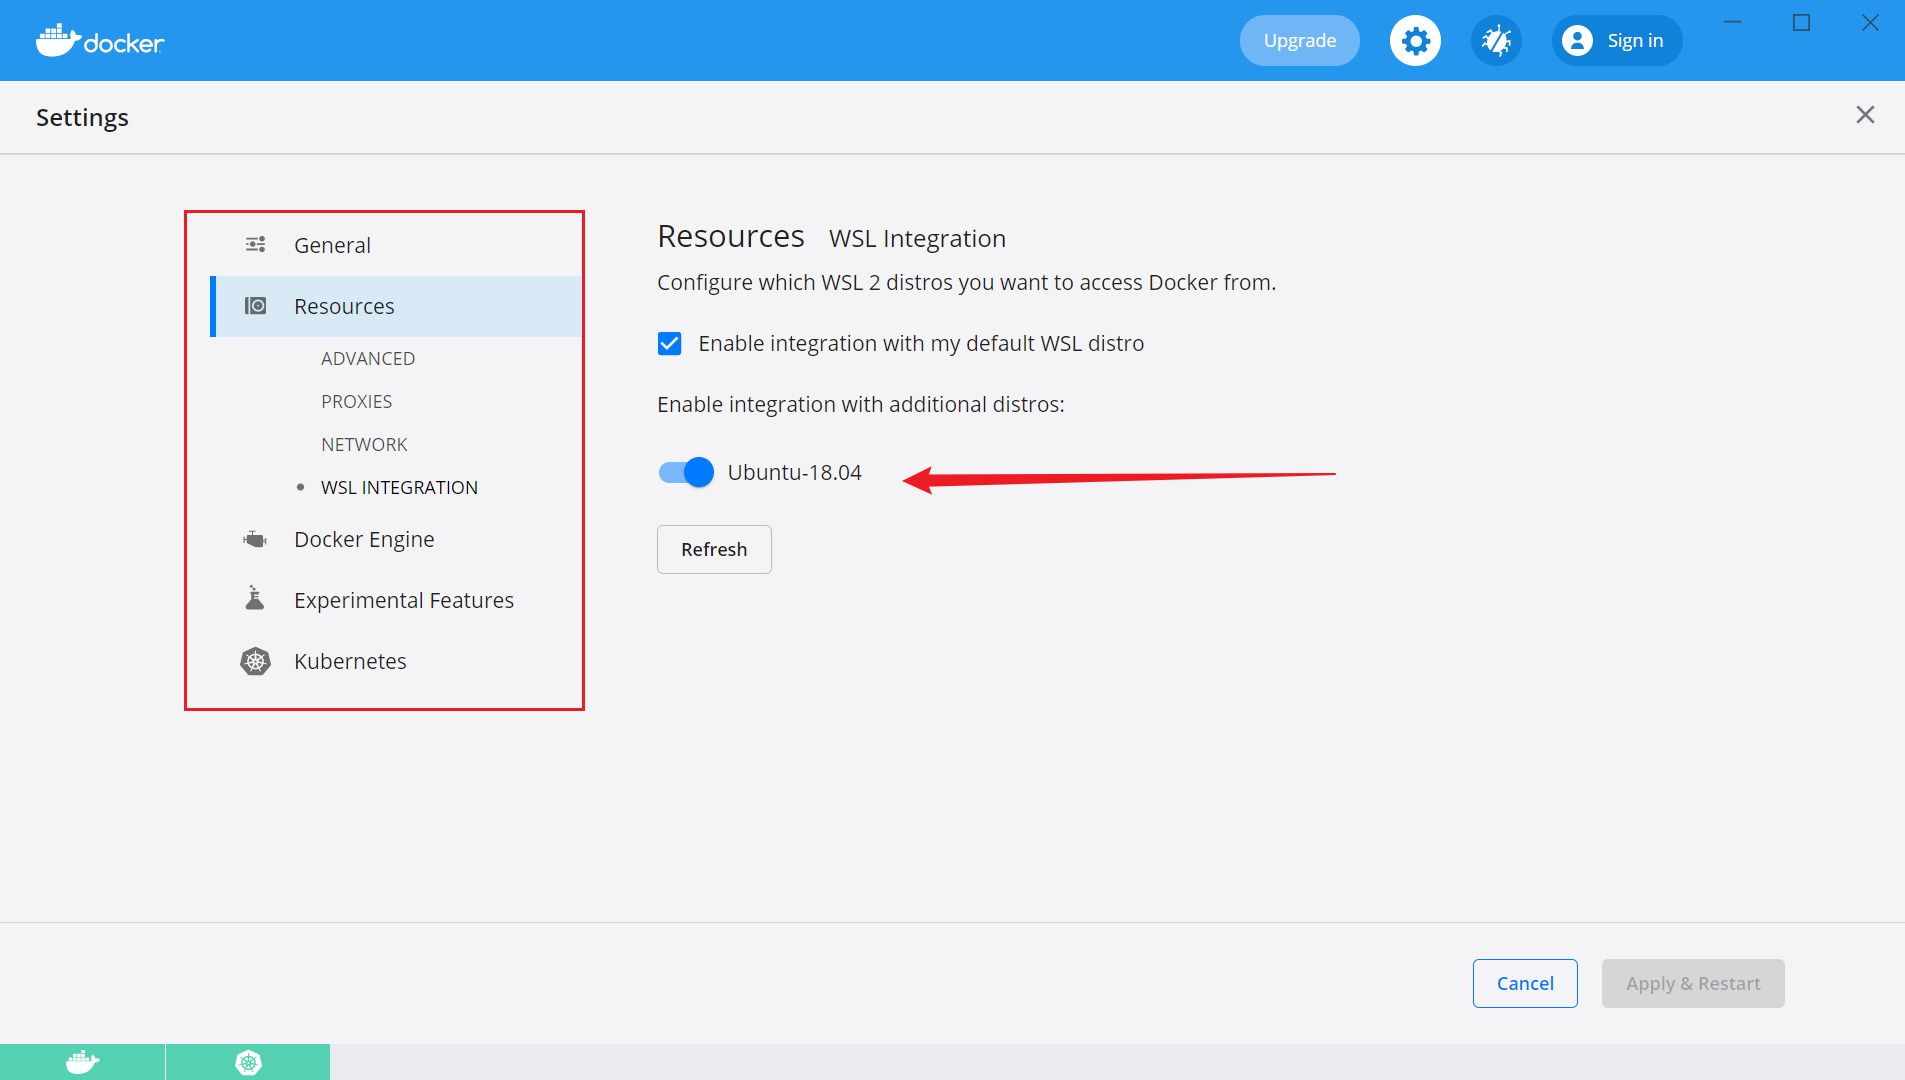 docker
Upgrade
Sign in
Settings
General
Resources
ADVANCED
PROXIES
NETWORK
WSL INTEGRATION
Docker Engine
Experimental Features
Kubernetes
Resources WSL Integration
Configure which WSL 2 distros you want to access Docker from.
Enable integration with my default WSL distro
Enable integration with additional distros:
Ubuntu-18.04
Refresh
Cancel
Apply & Restart